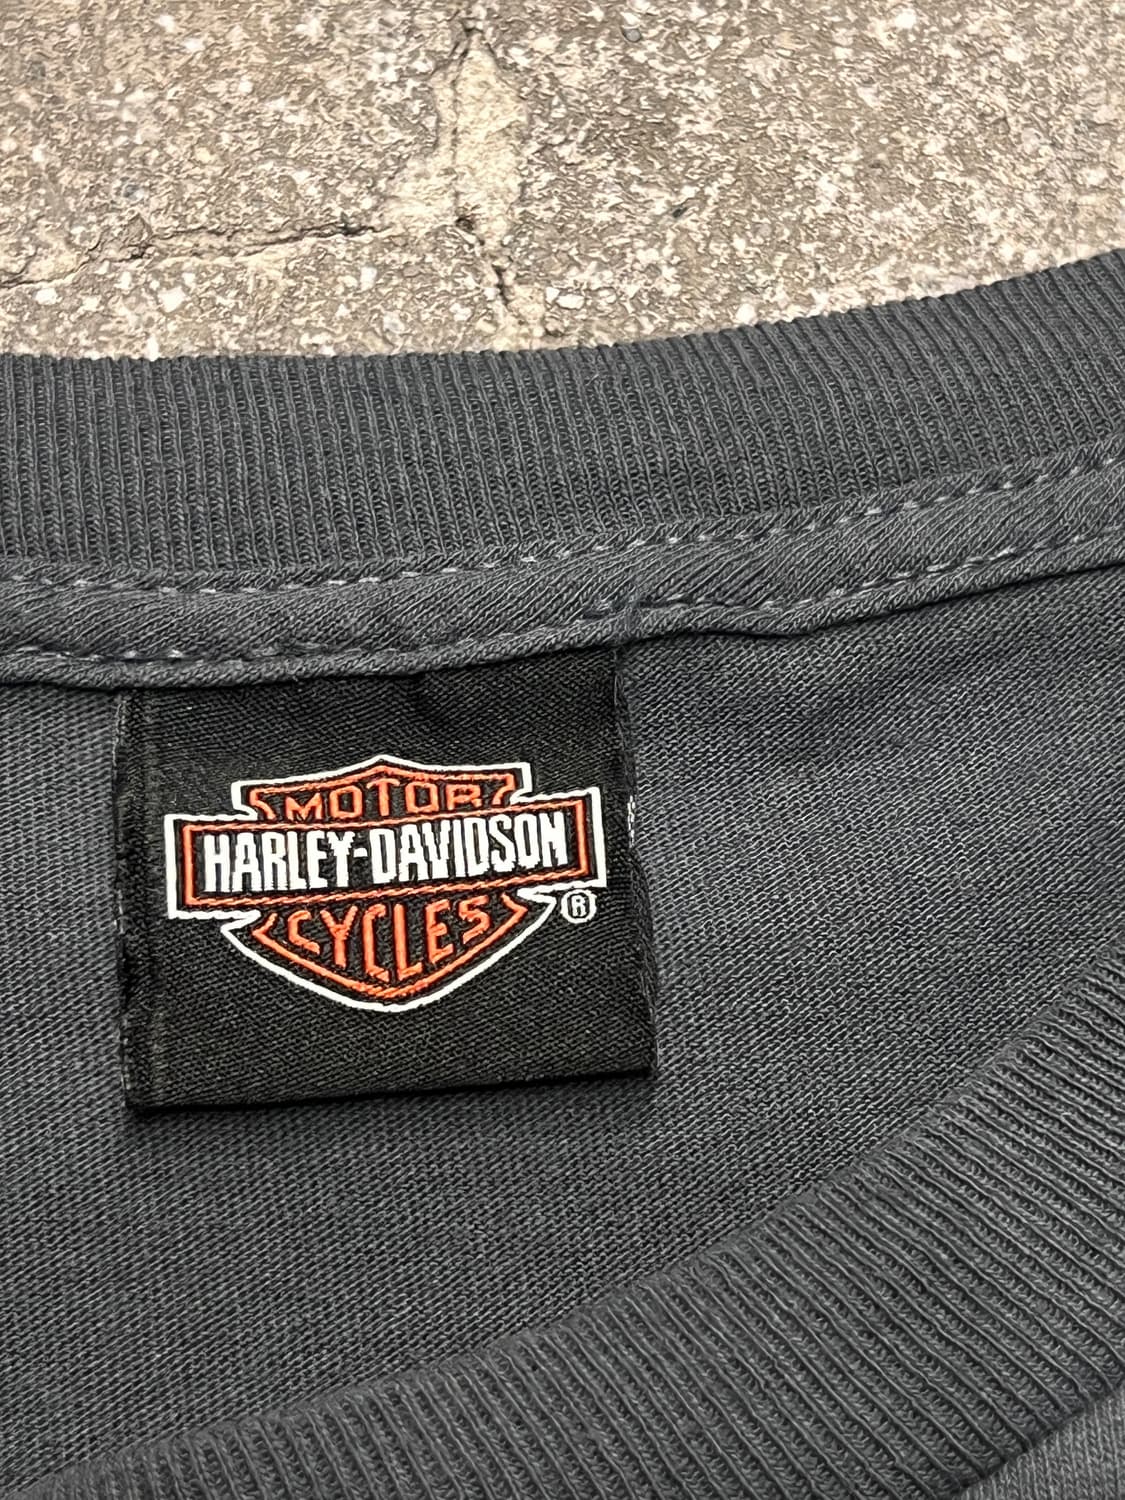 MOTOR
HARLEY-DAVIDSON
CYCLES
®